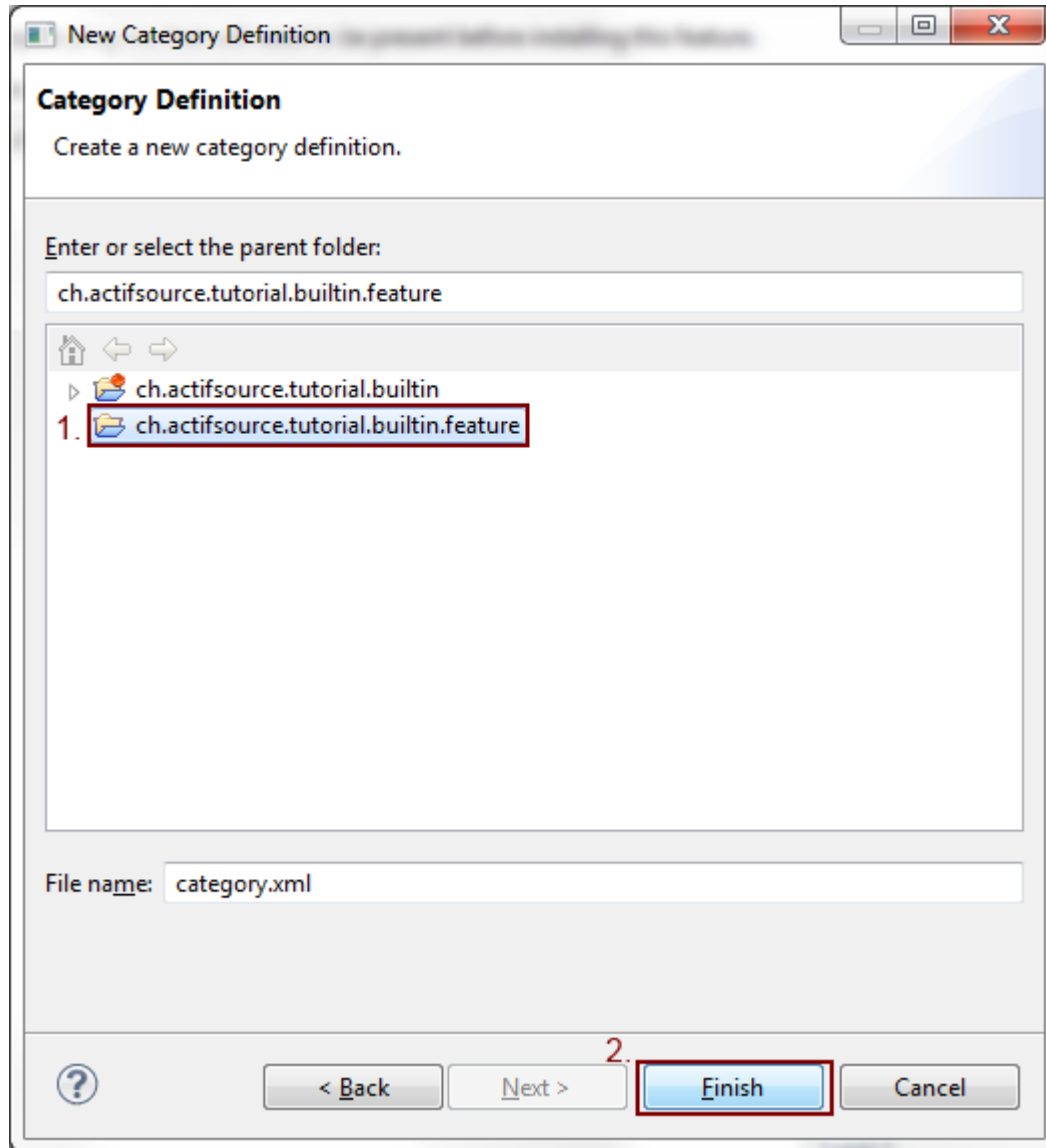 New Category Definition
Category Definition
Create a new category definition.
Enter or select the parent folder:
ch.actifsource.tutorial.builtin.feature
ch.actifsource.tutorial.builtin
1. ch.actifsource.tutorial.builtin.feature
File name: category.xml
2.
< Back Next > Finish Cancel